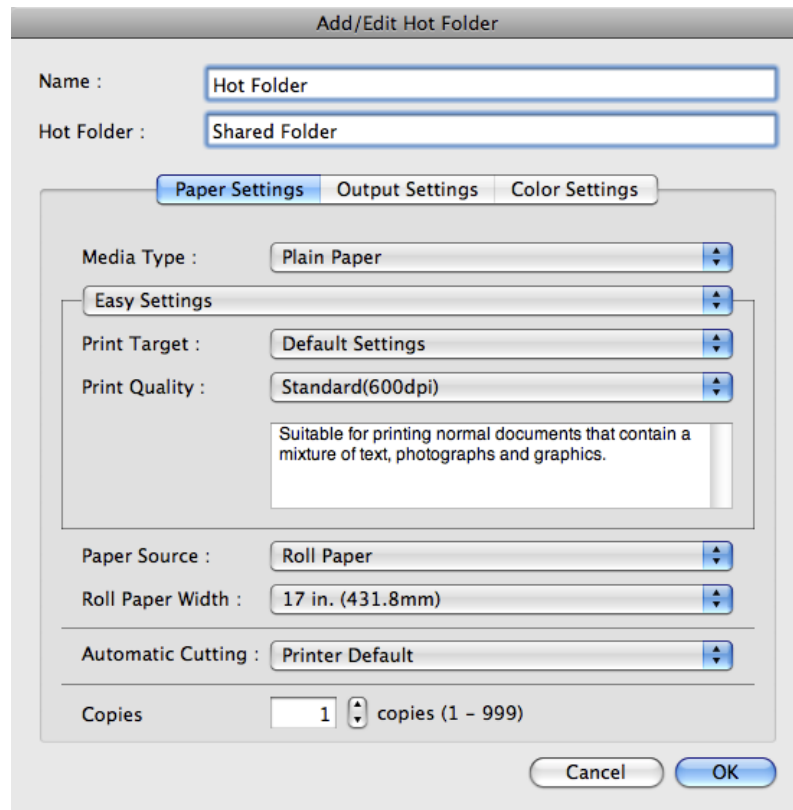 Add/Edit Hot Folder
Name : Hot Folder
Hot Folder : Shared Folder
Paper Settings Output Settings Color Settings
Media Type : Plain Paper
Easy Settings
Print Target : Default Settings
Print Quality : Standard(600dpi)
Suitable for printing normal documents that contain a
mixture of text, photographs and graphics.
Paper Source : Roll Paper
Roll Paper Width : 17 in. (431.8mm)
Automatic Cutting : Printer Default
Copies 1 copies (1 – 999)
Cancel OK